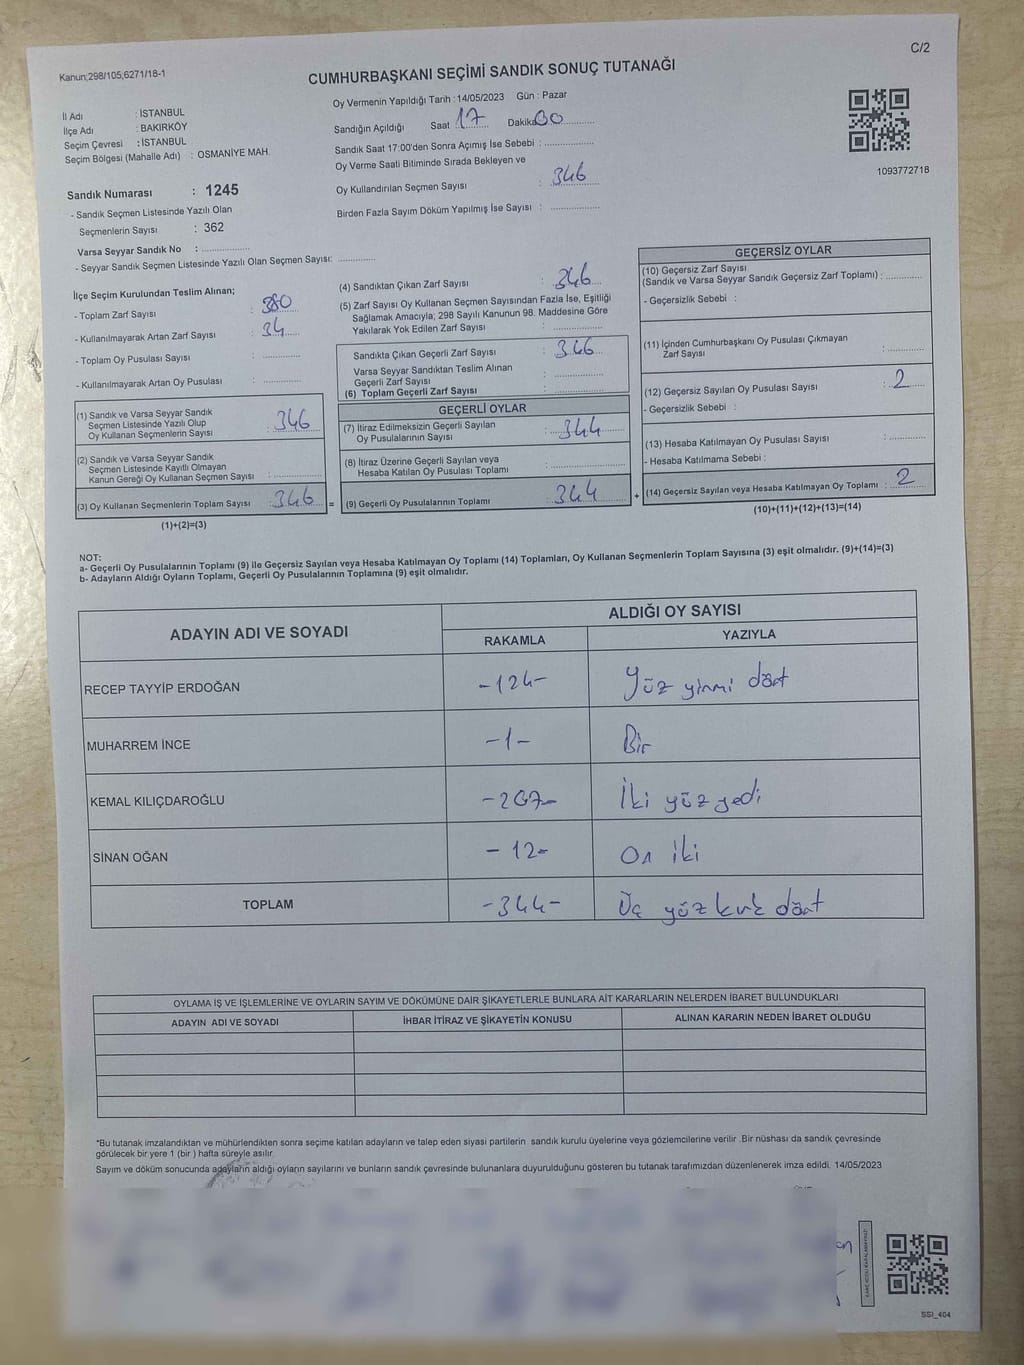 C/2
Kanun;298/105;6271/18-1
CUMHURBAŞKANI SEÇİMİ SANDIK SONUÇ TUTANAĞI
İl Adı : İSTANBUL
İlçe Adı : BAKIRKÖY
Seçim Çevresi : İSTANBUL
Seçim Bölgesi (Mahalle Adı) : OSMANİYE MAH.
Sandık Numarası : 1245
- Sandık Seçmen Listesinde Yazılı Olan
Seçmenlerin Sayısı : 362
Varsa Seyyar Sandık No : ..............
- Seyyar Sandık Seçmen Listesinde Yazılı Olan Seçmen Sayısı: ............
Oy Vermenin Yapıldığı Tarih : 14/05/2023 Gün : Pazar
Sandığın Açıldığı Saat 17 Dakika 00
Sandık Saat 17:00'den Sonra Açımış İse Sebebi : ..............
Oy Verme Saati Bitiminde Sırada Bekleyen ve
Oy Kullandırılan Seçmen Sayısı : 346
Birden Fazla Sayım Döküm Yapılmış İse Sayısı : ..............
1093772718
İlçe Seçim Kurulundan Teslim Alınan;
- Toplam Zarf Sayısı : 380
- Kullanılmayarak Artan Zarf Sayısı : 34
- Toplam Oy Pusulası Sayısı : ............
- Kullanılmayarak Artan Oy Pusulası : ............
(1) Sandık ve Varsa Seyyar Sandık
Seçmen Listesinde Yazılı Olup
Oy Kullanan Seçmenlerin Sayısı : 346
(2) Sandık ve Varsa Seyyar Sandık
Seçmen Listesinde Kayıtlı Olmayan
Kanun Gereği Oy Kullanan Seçmen Sayısı : ............
(3) Oy Kullanan Seçmenlerin Toplam Sayısı : 346
(1)+(2)=(3)
(4) Sandıktan Çıkan Zarf Sayısı : 346
(5) Zarf Sayısı Oy Kullanan Seçmen Sayısından Fazla İse, Eşitliği
Sağlamak Amacıyla; 298 Sayılı Kanunun 98. Maddesine Göre
Yakılarak Yok Edilen Zarf Sayısı : ............
Sandıkta Çıkan Geçerli Zarf Sayısı : 346
Varsa Seyyar Sandıktan Teslim Alınan
Geçerli Zarf Sayısı : ............
(6) Toplam Geçerli Zarf Sayısı : ............
GEÇERLİ OYLAR
(7) İtiraz Edilmeksizin Geçerli Sayılan
Oy Pusulalarının Sayısı : 344
(8) İtiraz Üzerine Geçerli Sayılan veya
Hesaba Katılan Oy Pusulası Toplamı : ............
= (9) Geçerli Oy Pusulalarının Toplamı : 344
GEÇERSİZ OYLAR
(10) Geçersiz Zarf Sayısı
(Sandık ve Varsa Seyyar Sandık Geçersiz Zarf Toplamı) : ............
- Geçersizlik Sebebi :
(11) İçinden Cumhurbaşkanı Oy Pusulası Çıkmayan
Zarf Sayısı : ............
(12) Geçersiz Sayılan Oy Pusulası Sayısı : 2
- Geçersizlik Sebebi :
(13) Hesaba Katılmayan Oy Pusulası Sayısı : ............
- Hesaba Katılmama Sebebi :
+ (14) Geçersiz Sayılan veya Hesaba Katılmayan Oy Toplamı : 2
(10)+(11)+(12)+(13)=(14)
NOT:
a- Geçerli Oy Pusulalarının Toplamı (9) ile Geçersiz Sayılan veya Hesaba Katılmayan Oy Toplamı (14) Toplamları, Oy Kullanan Seçmenlerin Toplam Sayısına (3) eşit olmalıdır. (9)+(14)=(3)
b- Adayların Aldığı Oyların Toplamı, Geçerli Oy Pusulalarının Toplamına (9) eşit olmalıdır.
ADAYIN ADI VE SOYADI
ALDIĞI OY SAYISI
RAKAMLA YAZIYLA
RECEP TAYYİP ERDOĞAN -124- Yüz yirmi dört
MUHARREM İNCE -1- Bir
KEMAL KILIÇDAROĞLU -207- İki yüz yedi
SİNAN OĞAN -12- On iki
TOPLAM -344- Üç yüz kırk dört
OYLAMA İŞ VE İŞLEMLERİNE VE OYLARIN SAYIM VE DÖKÜMÜNE DAİR ŞİKAYETLERLE BUNLARA AİT KARARLARIN NELERDEN İBARET BULUNDUKLARI
ADAYIN ADI VE SOYADI İHBAR İTİRAZ VE ŞİKAYETİN KONUSU ALINAN KARARIN NEDEN İBARET OLDUĞU
*Bu tutanak imzalandıktan ve mühürlendikten sonra seçime katılan adayların ve talep eden siyasi partilerin sandık kurulu üyelerine veya gözlemcilerine verilir .Bir nüshası da sandık çevresinde
görülecek bir yere 1 (bir ) hafta süreyle asılır.
Sayım ve döküm sonucunda adayların aldığı oyların sayılarını ve bunların sandık çevresinde bulunanlara duyurulduğunu gösteren bu tutanak tarafımızdan düzenlenerek imza edildi. 14/05/2023
SSI_404